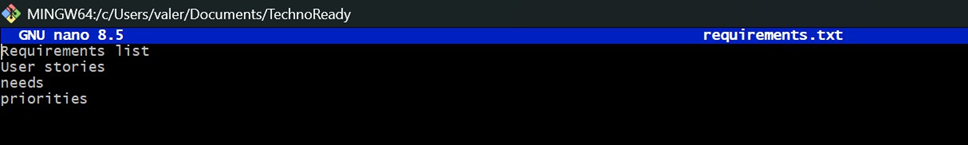 MINGW64:/c/Users/valer/Documents/TechnoReady
GNU nano 8.5 requirements.txt
Requirements list
User stories
needs
priorities